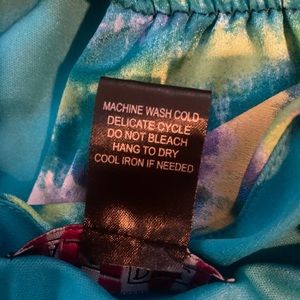 MACHINE WASH COLD
DELICATE CYCLE
DO NOT BLEACH
HANG TO DRY
COOL IRON IF NEEDED